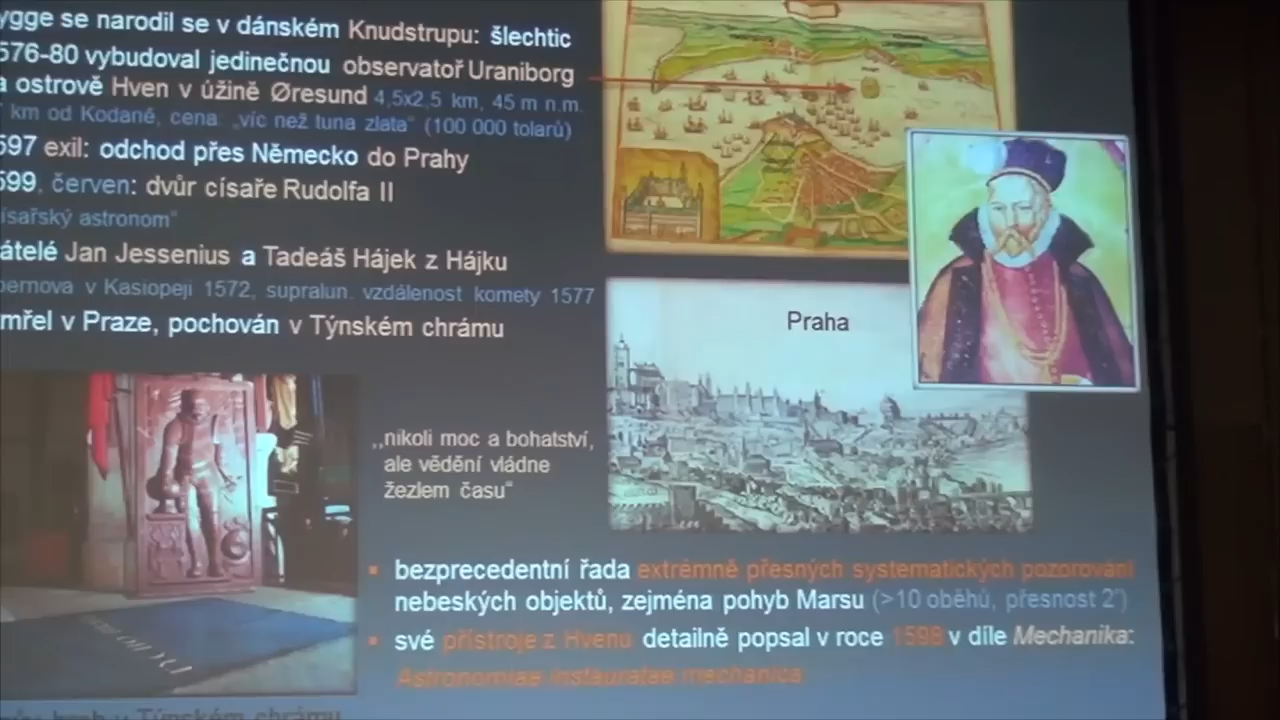 ygge se narodil se v dánském Knudstrupu: šlechtic
576-80 vybudoval jedinečnou observatoř Uraniborg
a ostrově Hven v úžině Øresund 4,5x2,5 km, 45 m n.m.
km od Kodaně, cena: „víc než tuna zlata“ (100 000 tolarů)
597 exil: odchod přes Německo do Prahy
599, červen: dvůr císaře Rudolfa II
ísařský astronom“
átelé Jan Jessenius a Tadeáš Hájek z Hájku
pernova v Kasiopeji 1572, supralun. vzdálenost komety 1577
mřel v Praze, pochován v Týnském chrámu
Praha
„nikoli moc a bohatství,
ale vědění vládne
žezlem času“
▪ bezprecedentní řada extrémně přesných systematických pozorování
nebeských objektů, zejména pohyb Marsu (>10 oběhů, přesnost 2')
▪ své přístroje z Hvenu detailně popsal v roce 1598 v díle Mechanika:
Astronomiae instauratae mechanica
hrob v Týnském chrámu